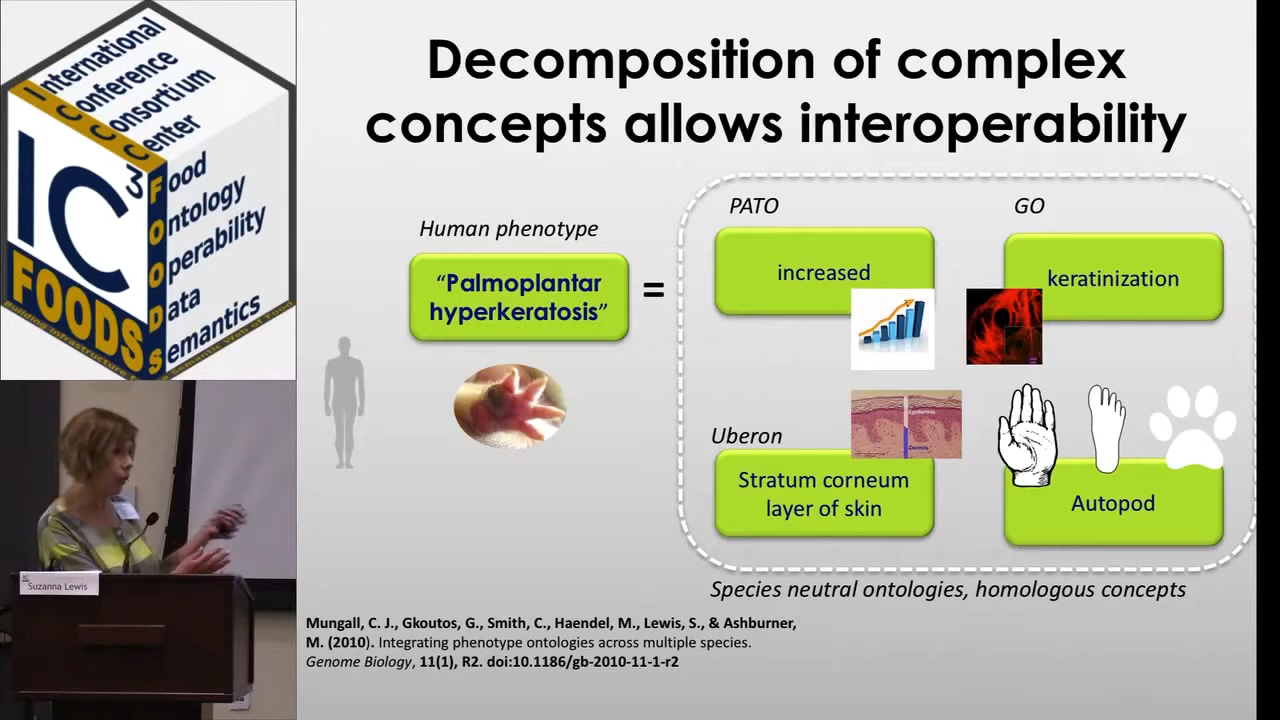 International
Conference
Consortium
Center
IC3
FOODS
Food
Ontology
Operability
Data
Semantics
Suzanna Lewis
Decomposition of complex
concepts allows interoperability
Human phenotype
“Palmoplantar
hyperkeratosis”
=
PATO
increased
GO
keratinization
Uberon
Epidermis
Dermis
Stratum corneum
layer of skin
Autopod
Species neutral ontologies, homologous concepts
Mungall, C. J., Gkoutos, G., Smith, C., Haendel, M., Lewis, S., & Ashburner,
M. (2010). Integrating phenotype ontologies across multiple species.
Genome Biology, 11(1), R2. doi:10.1186/gb-2010-11-1-r2